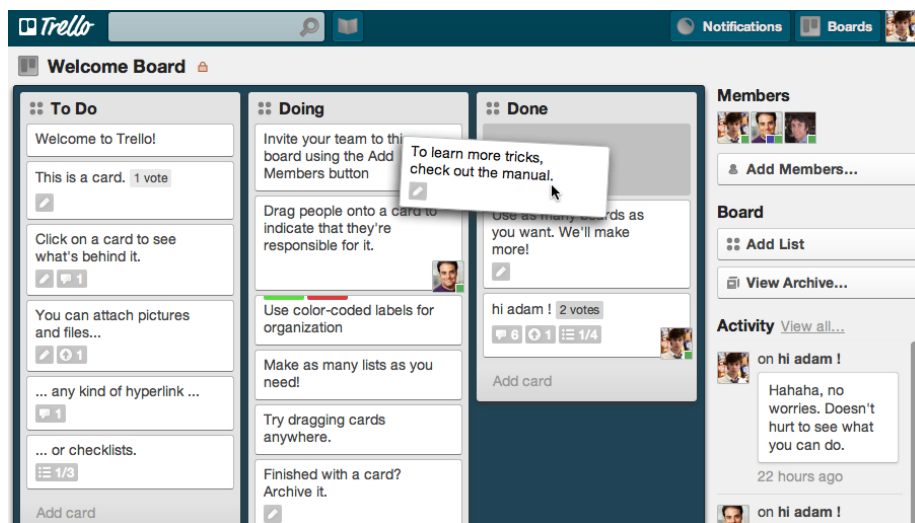 Trello
Notifications
Boards
Welcome Board
To Do
Welcome to Trello!
This is a card. 1 vote
Click on a card to see
what's behind it.
1
You can attach pictures
and files...
1
... any kind of hyperlink ...
1
... or checklists.
1/3
Add card
Doing
Invite your team to this
board using the Add
Members button
Drag people onto a card to
indicate that they're
responsible for it.
Use color-coded labels for
organization
Make as many lists as you
need!
Try dragging cards
anywhere.
Finished with a card?
Archive it.
Done
To learn more tricks,
check out the manual.
Use as many boards as
you want. We'll make
more!
hi adam ! 2 votes
6 1 1/4
Add card
Members
Add Members...
Board
Add List
View Archive...
Activity View all...
on hi adam !
Hahaha, no
worries. Doesn't
hurt to see what
you can do.
22 hours ago
on hi adam !